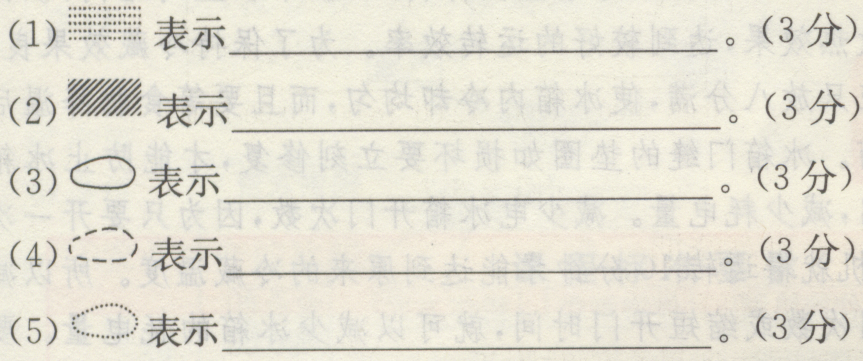 (1) 表示 。(3分)
(2) 表示 。(3分)
(3) 表示 。(3分)
(4) 表示 。(3分)
(5) 表示 。(3分)